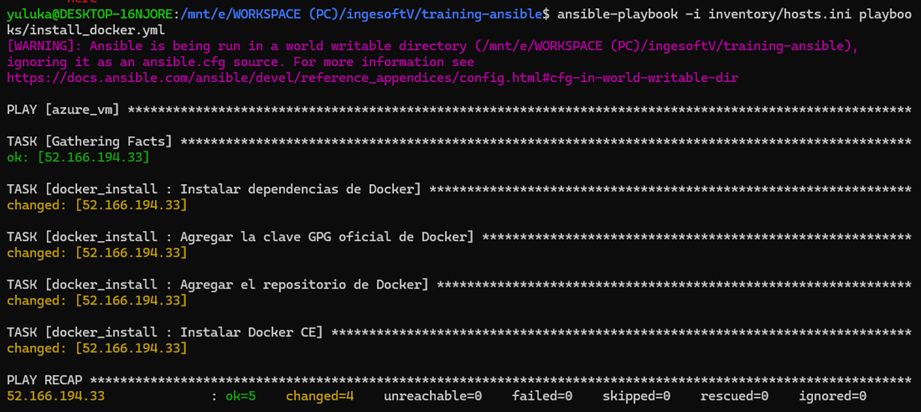 here
yuluka@DESKTOP-16NJORE:/mnt/e/WORKSPACE (PC)/ingesoftV/training-ansible$ ansible-playbook -i inventory/hosts.ini playboo
ks/install_docker.yml
[WARNING]: Ansible is being run in a world writable directory (/mnt/e/WORKSPACE (PC)/ingesoftV/training-ansible),
ignoring it as an ansible.cfg source. For more information see
https://docs.ansible.com/ansible/devel/reference_appendices/config.html#cfg-in-world-writable-dir
PLAY [azure_vm] ********************************************************************************************************
TASK [Gathering Facts] *************************************************************************************************
ok: [52.166.194.33]
TASK [docker_install : Instalar dependencias de Docker] ****************************************************************
changed: [52.166.194.33]
TASK [docker_install : Agregar la clave GPG oficial de Docker] *********************************************************
changed: [52.166.194.33]
TASK [docker_install : Agregar el repositorio de Docker] ***************************************************************
changed: [52.166.194.33]
TASK [docker_install : Instalar Docker CE] *****************************************************************************
changed: [52.166.194.33]
PLAY RECAP *************************************************************************************************************
52.166.194.33 : ok=5 changed=4 unreachable=0 failed=0 skipped=0 rescued=0 ignored=0